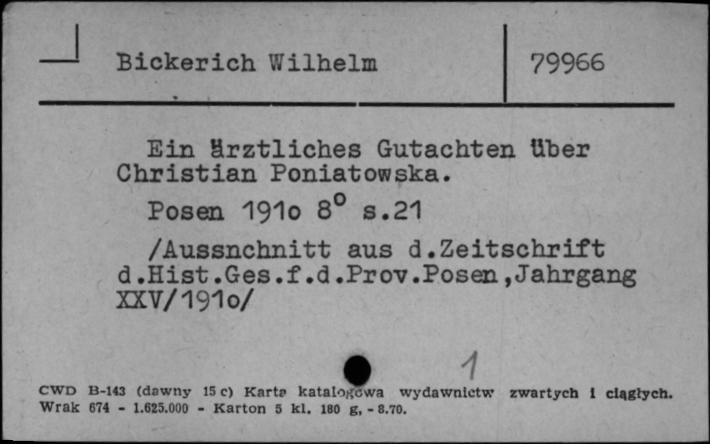 Bickerich Wilhelm 79966
Ein ärztliches Gutachten über
Christian Poniatowska.
Posen 191o 8° s.21
/Aussnchnitt aus d.Zeitschrift
d.Hist.Ges.f.d.Prov.Posen,Jahrgang
XXV/191o/
1
CWD B-143 (dawny 15 c) Karta katalogowa wydawnictw zwartych i ciągłych.
Wrak 674 - 1.625.000 - Karton 5 kl. 180 g, - 8.70.